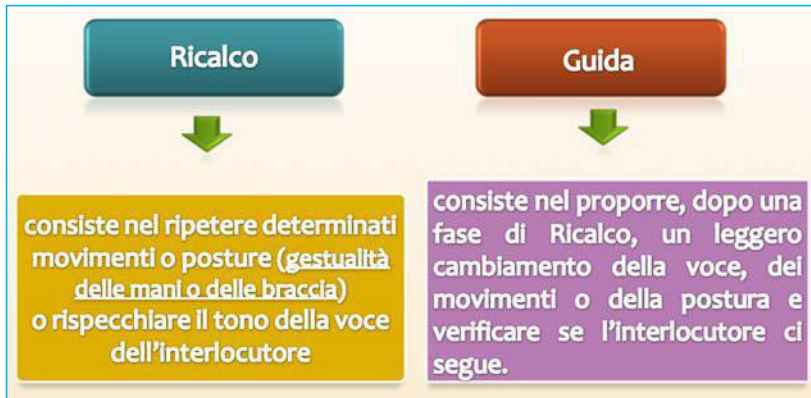 Ricalco
consiste nel ripetere determinati
movimenti o posture (gestualità
delle mani o delle braccia)
o rispecchiare il tono della voce
dell'interlocutore
Guida
consiste nel proporre, dopo una
fase di Ricalco, un leggero
cambiamento della voce, dei
movimenti o della postura e
verificare se l'interlocutore ci
segue.